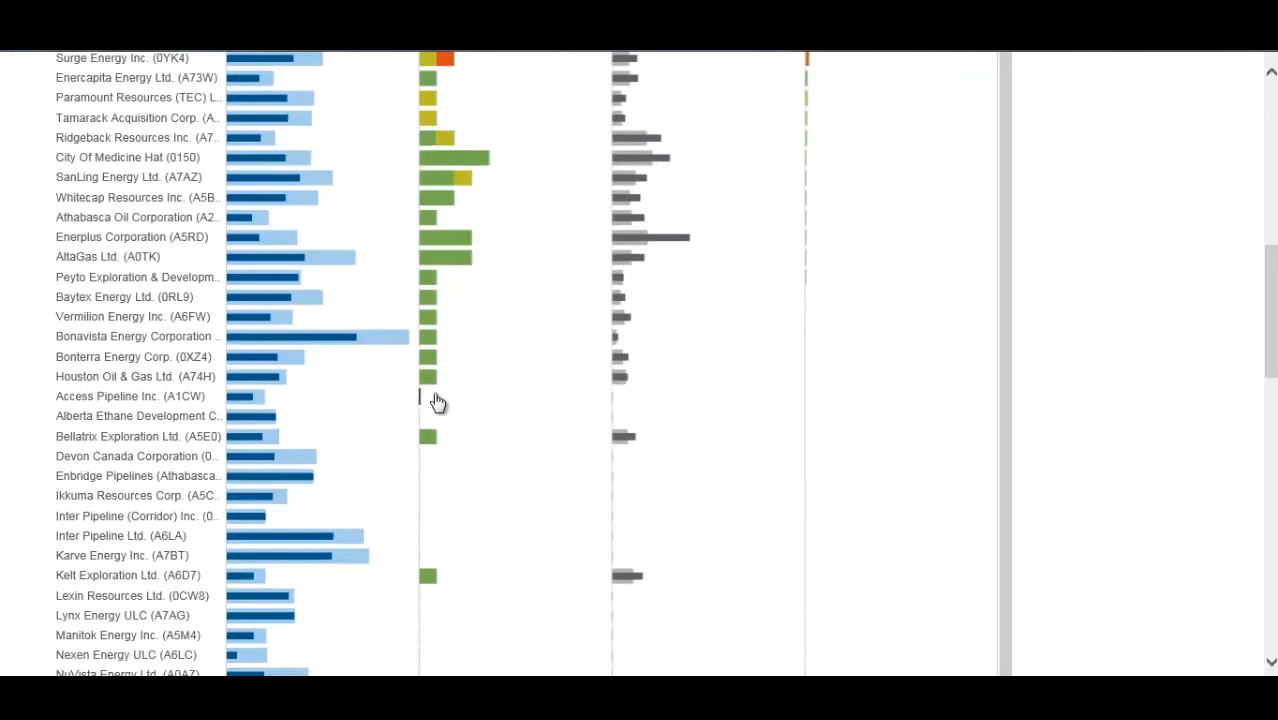 Surge Energy Inc. (0YK4)
Enercapita Energy Ltd. (A73W)
Paramount Resources (TEC) L..
Tamarack Acquisition Corp. (A..
Ridgeback Resources Inc. (A7..
City Of Medicine Hat (0150)
SanLing Energy Ltd. (A7AZ)
Whitecap Resources Inc. (A5B..
Athabasca Oil Corporation (A2..
Enerplus Corporation (A5RD)
AltaGas Ltd. (A0TK)
Peyto Exploration & Developm..
Baytex Energy Ltd. (0RL9)
Vermilion Energy Inc. (A6FW)
Bonavista Energy Corporation ..
Bonterra Energy Corp. (0XZ4)
Houston Oil & Gas Ltd. (A74H)
Access Pipeline Inc. (A1CW)
Alberta Ethane Development C..
Bellatrix Exploration Ltd. (A5E0)
Devon Canada Corporation (0..
Enbridge Pipelines (Athabasca..
Ikkuma Resources Corp. (A5C..
Inter Pipeline (Corridor) Inc. (0..
Inter Pipeline Ltd. (A6LA)
Karve Energy Inc. (A7BT)
Kelt Exploration Ltd. (A6D7)
Lexin Resources Ltd. (0CW8)
Lynx Energy ULC (A7AG)
Manitok Energy Inc. (A5M4)
Nexen Energy ULC (A6LC)
NuVista Energy Ltd. (A0A7)